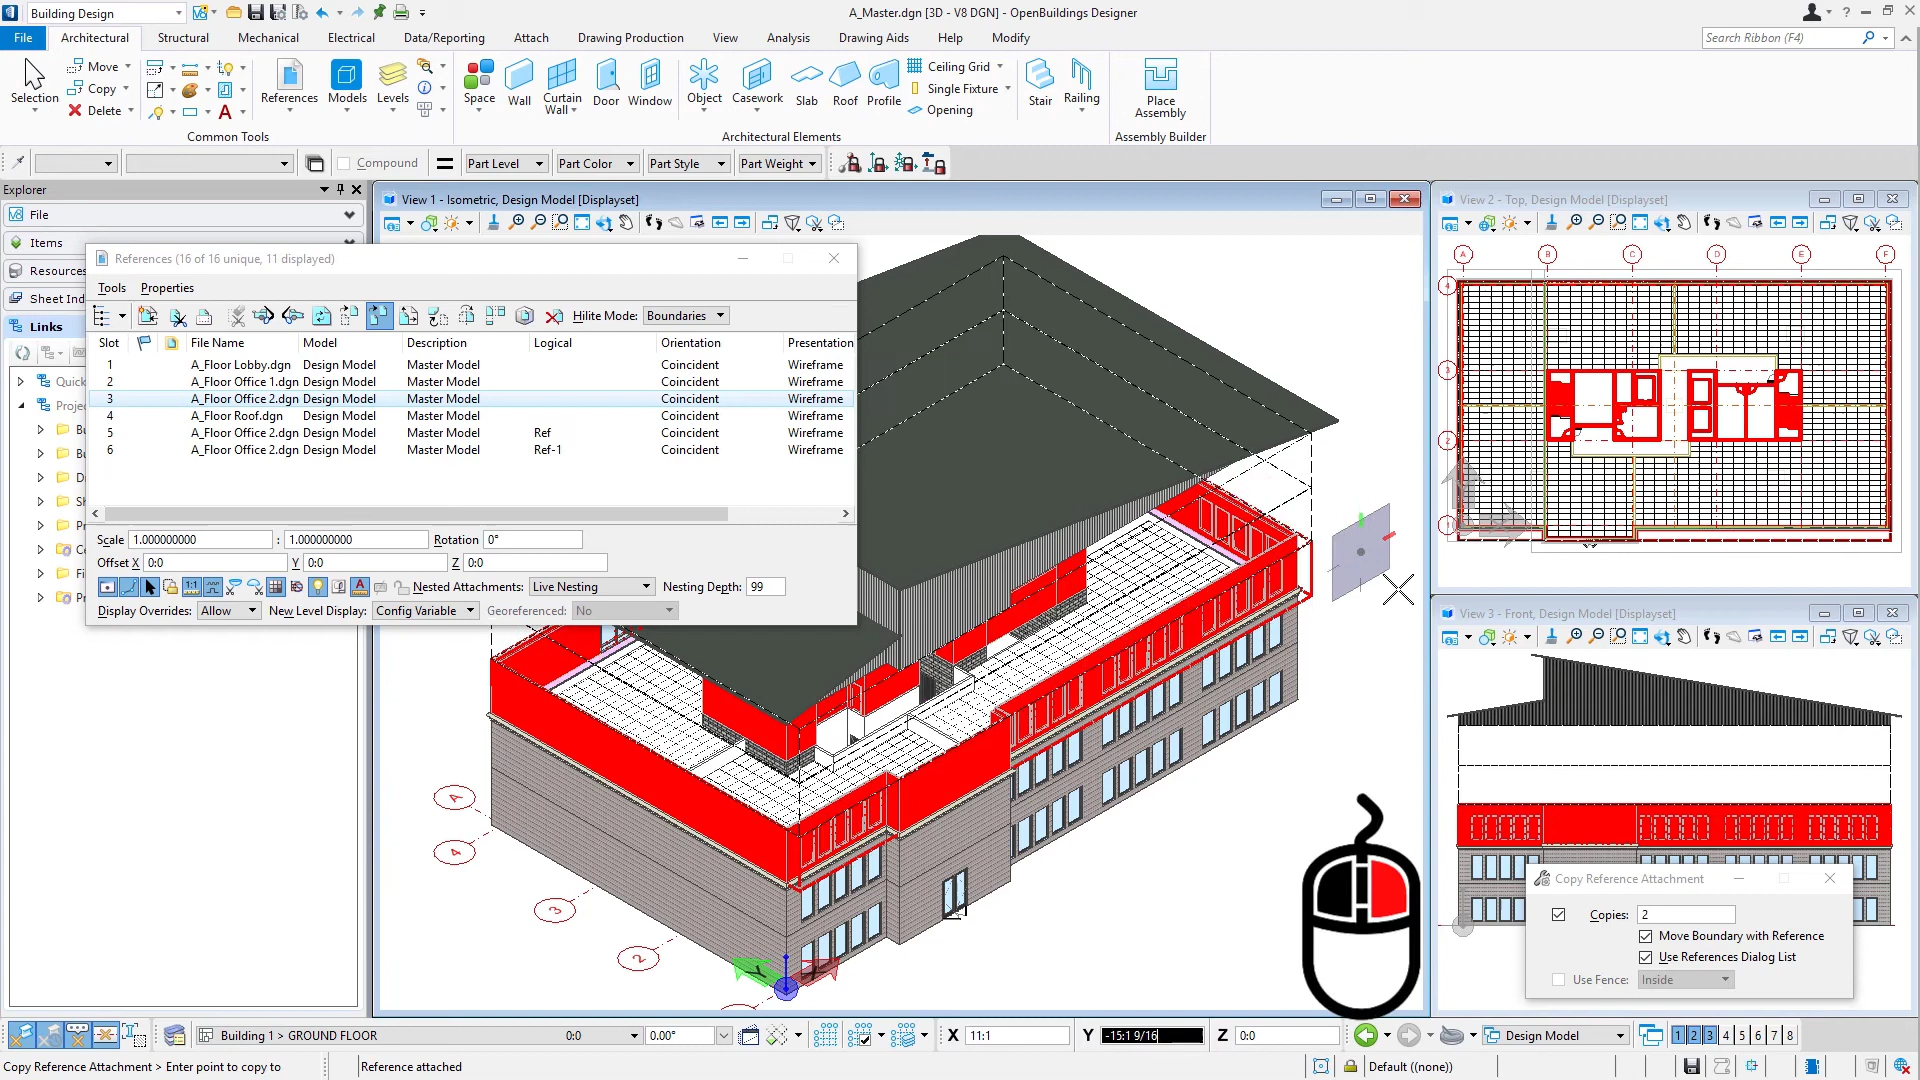 Building Design
A_Master.dgn [3D - V8 DGN] - OpenBuildings Designer
File Architectural Structural Mechanical Electrical Data/Reporting Attach Drawing Production View Analysis Drawing Aids Help Modify
Search Ribbon (F4)
Selection
Move
Copy
Delete
References Models Levels
Common Tools
Space Wall Curtain Wall Door Window Object Casework Slab Roof Profile
Ceiling Grid
Single Fixture
Opening
Stair Railing
Architectural Elements
Place Assembly
Assembly Builder
Compound Part Level Part Color Part Style Part Weight
Explorer
File
Items
Resources
Sheet Ind
Links
Quick
Proje
View 1 - Isometric, Design Model [Displayset]
References (16 of 16 unique, 11 displayed)
Tools Properties
Hilite Mode: Boundaries
Slot File Name Model Description Logical Orientation Presentation
1 A_Floor Lobby.dgn Design Model Master Model Coincident Wireframe
2 A_Floor Office 1.dgn Design Model Master Model Coincident Wireframe
3 A_Floor Office 2.dgn Design Model Master Model Coincident Wireframe
4 A_Floor Roof.dgn Design Model Master Model Coincident Wireframe
5 A_Floor Office 2.dgn Design Model Master Model Ref Coincident Wireframe
6 A_Floor Office 2.dgn Design Model Master Model Ref-1 Coincident Wireframe
Scale 1.000000000 : 1.000000000 Rotation 0°
Offset X 0:0 Y 0:0 Z 0:0
Nested Attachments: Live Nesting Nesting Depth: 99
Display Overrides: Allow New Level Display: Config Variable Georeferenced: No
A
4
3
2
Y X
View 2 - Top, Design Model [Displayset]
A B C D E F
4
3
2
1
View 3 - Front, Design Model [Displayset]
Copy Reference Attachment
Copies: 2
Move Boundary with Reference
Use References Dialog List
Use Fence: Inside
Building 1 > GROUND FLOOR 0:0 0.00° X 11:1 Y -15:1 9/16 Z 0:0 Design Model 1 2 3 4 5 6 7 8
Copy Reference Attachment > Enter point to copy to Reference attached Default ((none))